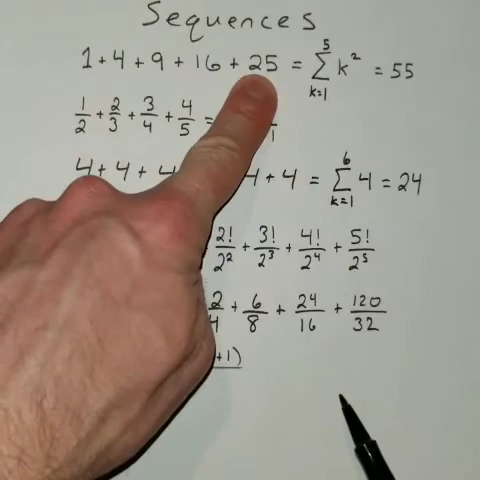 Sequences
1 + 4 + 9 + 16 + 25 = ∑_{k=1}^{5} k² = 55
1/2 + 2/3 + 3/4 + 4/5 =
4 + 4 + 4 4 + 4 = ∑_{k=1}^{6} 4 = 24
2!/2² + 3!/2³ + 4!/2⁴ + 5!/2⁵
2/4 + 6/8 + 24/16 + 120/32
+1)